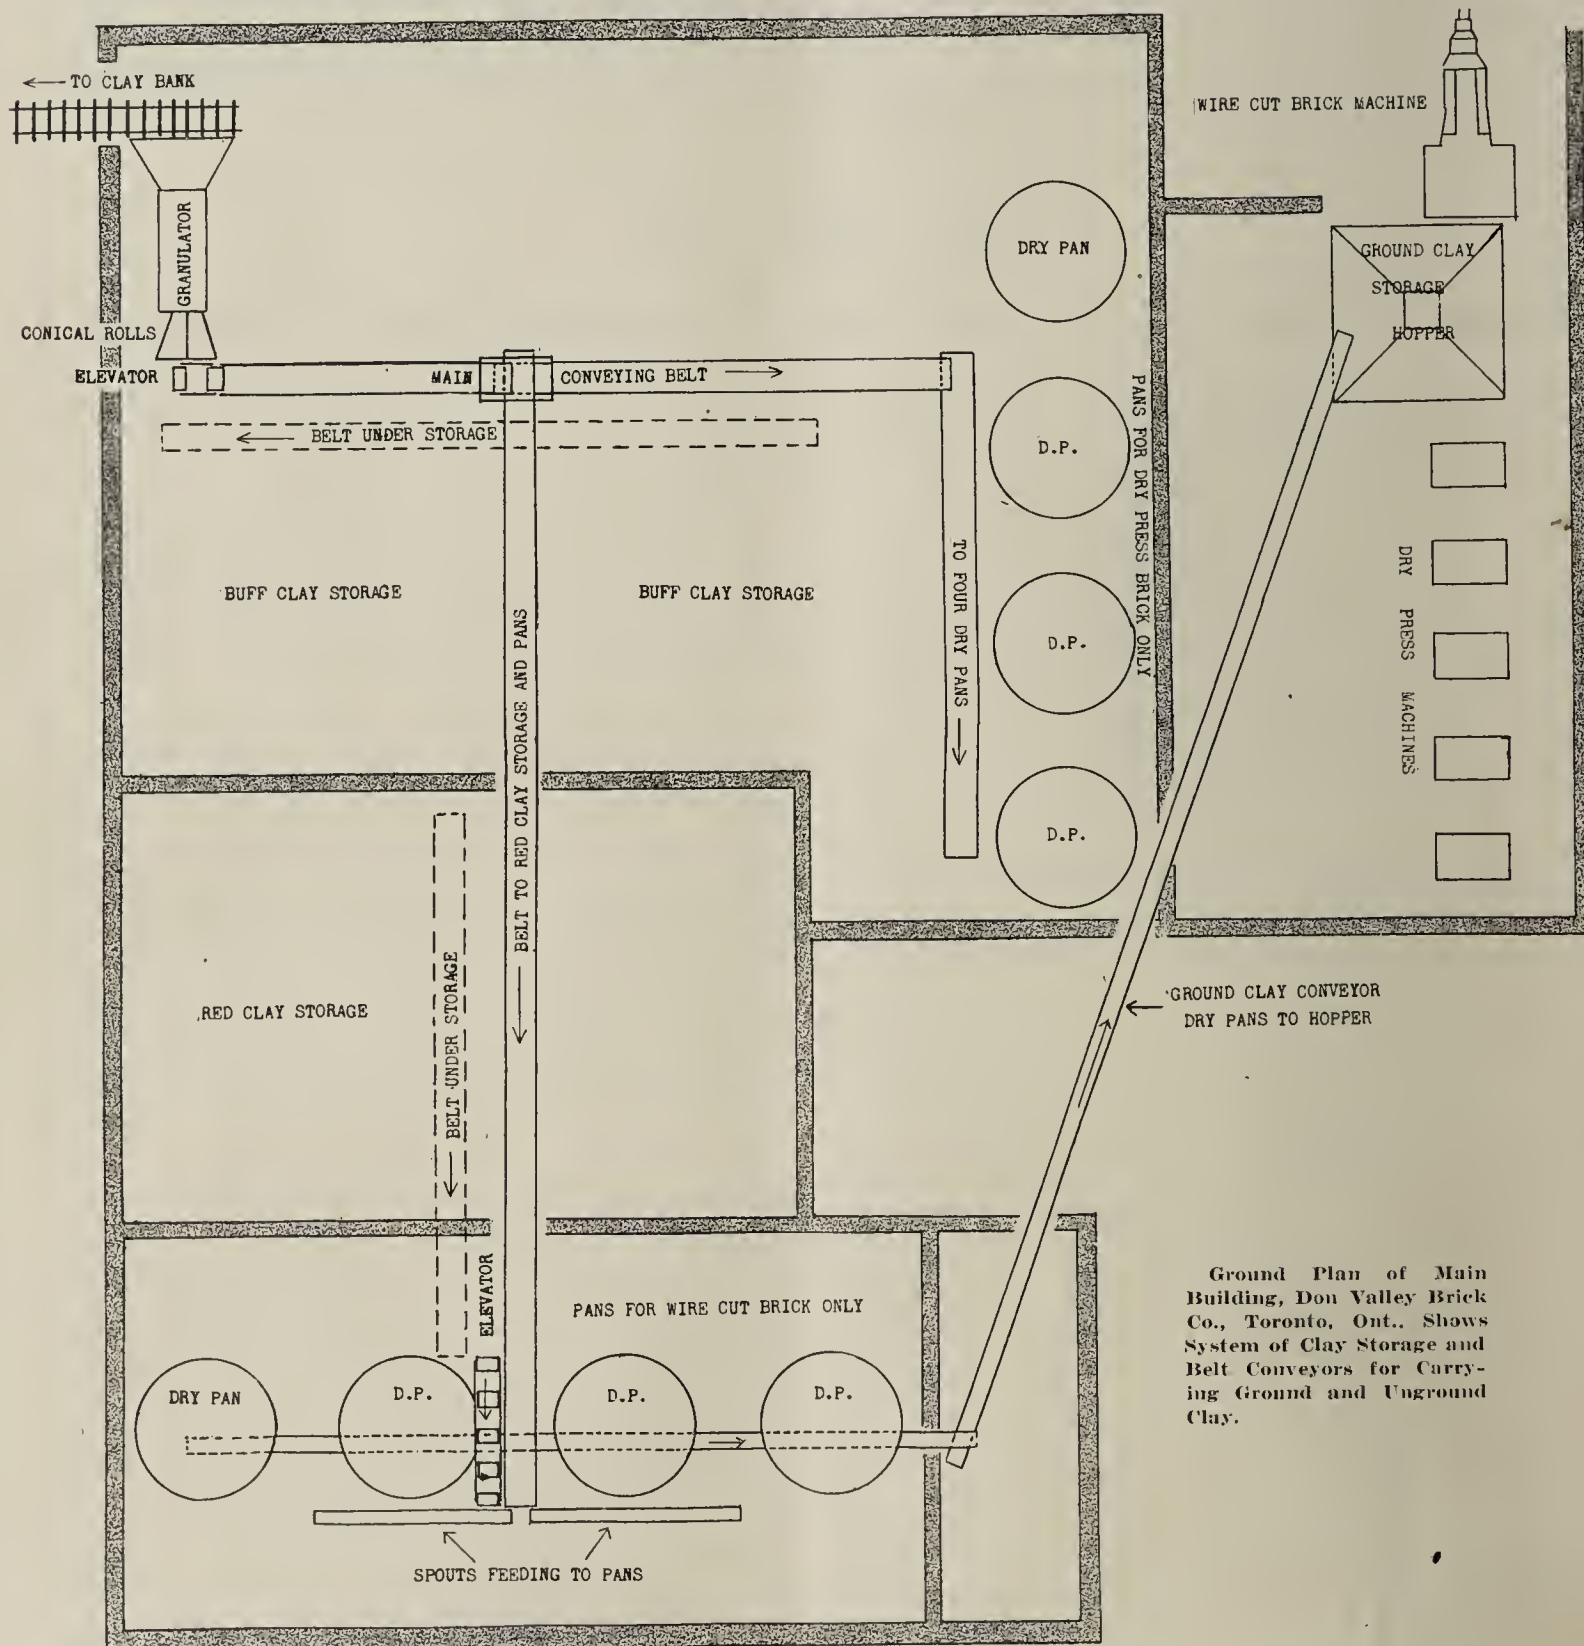 TO CLAY BANK
WIRE CUT BRICK MACHINE
GRANULATOR
DRY PAN
GROUND CLAY
STORAGE
HOPPER
CONICAL ROLLS
ELEVATOR
MAIN
CONVEYING BELT
BELT UNDER STORAGE
D.P.
PANS FOR DRY PRESS BRICK ONLY
BUFF CLAY STORAGE
BUFF CLAY STORAGE
BELT TO RED CLAY STORAGE AND PANS
TO FOUR DRY PANS
D.P.
DRY PRESS MACHINES
D.P.
RED CLAY STORAGE
BELT UNDER STORAGE
GROUND CLAY CONVEYOR
DRY PANS TO HOPPER
ELEVATOR
PANS FOR WIRE CUT BRICK ONLY
DRY PAN
D.P.
D.P.
D.P.
SPOUTS FEEDING TO PANS
Ground Plan of Main
Building, Don Valley Brick
Co., Toronto, Ont.. Shows
System of Clay Storage and
Belt Conveyors for Carry-
ing Ground and Unground
Clay.